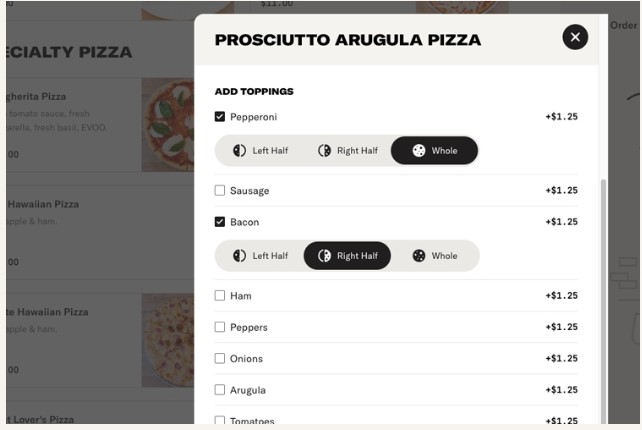 $11.00
Order
ECIALTY PIZZA
PROSCIUTTO ARUGULA PIZZA
gherita Pizza
tomato sauce, fresh
arella, fresh basil, EVOO.
00
Hawaiian Pizza
apple & ham.
00
te Hawaiian Pizza
apple & ham.
00
t Lover's Pizza
ADD TOPPINGS
Pepperoni +$1.25
Left Half Right Half Whole
Sausage +$1.25
Bacon +$1.25
Left Half Right Half Whole
Ham +$1.25
Peppers +$1.25
Onions +$1.25
Arugula +$1.25
Tomatoes +$1.25